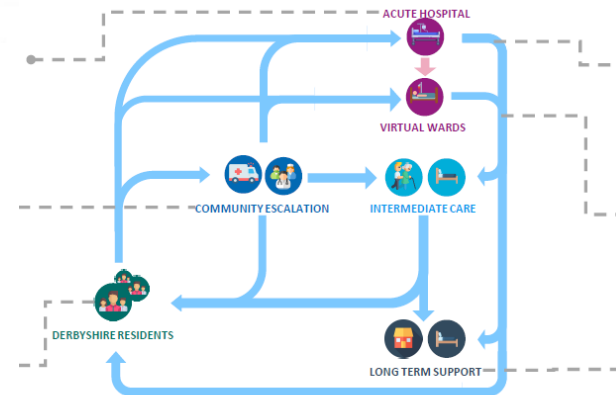 ACUTE HOSPITAL
VIRTUAL WARDS
COMMUNITY ESCALATION
INTERMEDIATE CARE
DERBYSHIRE RESIDENTS
LONG TERM SUPPORT